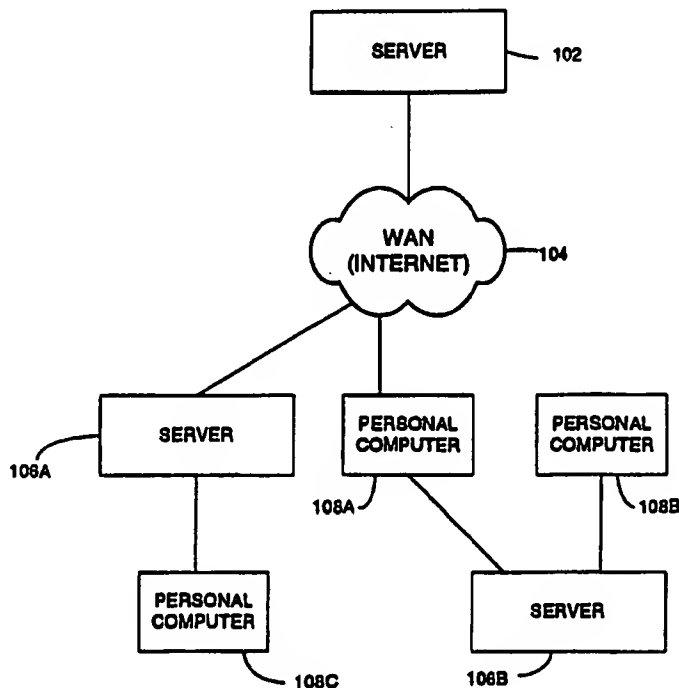 SERVER
102
WAN
(INTERNET)
104
SERVER
106A
PERSONAL
COMPUTER
108A
PERSONAL
COMPUTER
108B
PERSONAL
COMPUTER
108C
SERVER
106B